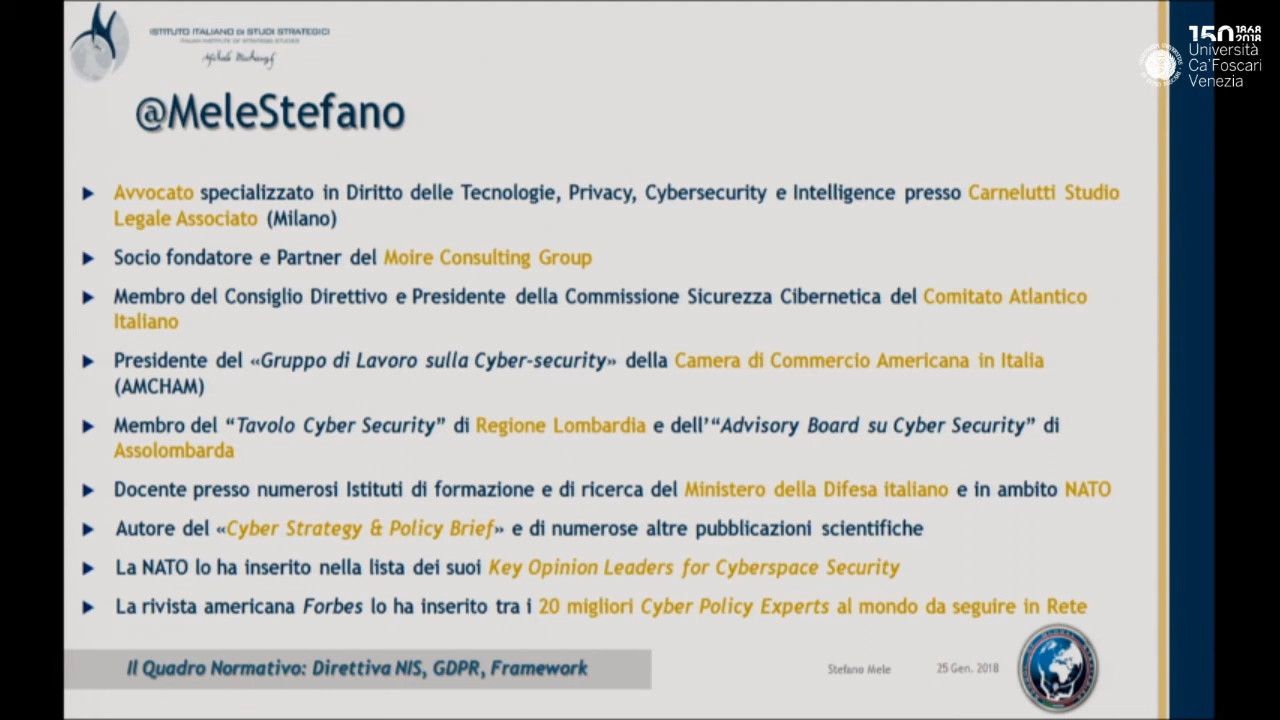 ISTITUTO ITALIANO DI STUDI STRATEGICI
ITALIAN INSTITUTE OF STRATEGIC STUDIES
150 1868 2018
Università
Ca'Foscari
Venezia
@MeleStefano
Avvocato specializzato in Diritto delle Tecnologie, Privacy, Cybersecurity e Intelligence presso Carnelutti Studio
Legale Associato (Milano)
Socio fondatore e Partner del Moire Consulting Group
Membro del Consiglio Direttivo e Presidente della Commissione Sicurezza Cibernetica del Comitato Atlantico
Italiano
Presidente del «Gruppo di Lavoro sulla Cyber-security» della Camera di Commercio Americana in Italia
(AMCHAM)
Membro del “Tavolo Cyber Security” di Regione Lombardia e dell’“Advisory Board su Cyber Security” di
Assolombarda
Docente presso numerosi Istituti di formazione e di ricerca del Ministero della Difesa italiano e in ambito NATO
Autore del «Cyber Strategy & Policy Brief» e di numerose altre pubblicazioni scientifiche
La NATO lo ha inserito nella lista dei suoi Key Opinion Leaders for Cyberspace Security
La rivista americana Forbes lo ha inserito tra i 20 migliori Cyber Policy Experts al mondo da seguire in Rete
Il Quadro Normativo: Direttiva NIS, GDPR, Framework
Stefano Mele
25 Gen. 2018